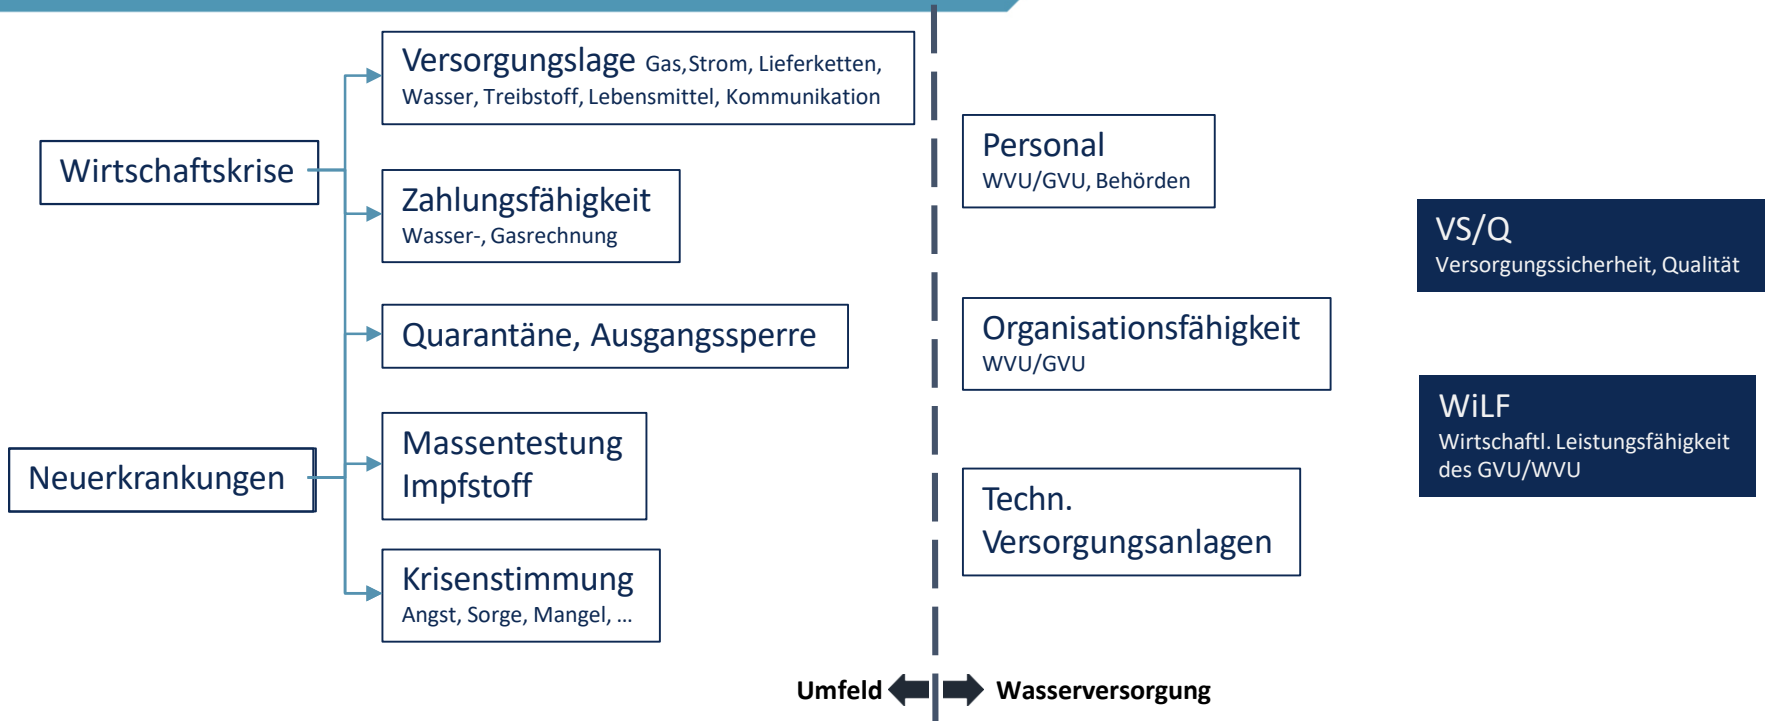 Versorgungslage Gas, Strom, Lieferketten,
Wasser, Treibstoff, Lebensmittel, Kommunikation
Wirtschaftskrise
Zahlungsfähigkeit
Wasser-, Gasrechnung
Quarantäne, Ausgangssperre
Massentestung
Impfstoff
Neuerkrankungen
Krisenstimmung
Angst, Sorge, Mangel, ...
Personal
WVU/GVU, Behörden
Organisationsfähigkeit
WVU/GVU
Techn.
Versorgungsanlagen
VS/Q
Versorgungssicherheit, Qualität
WiLF
Wirtschaftl. Leistungsfähigkeit
des GVU/WVU
Umfeld
Wasserversorgung